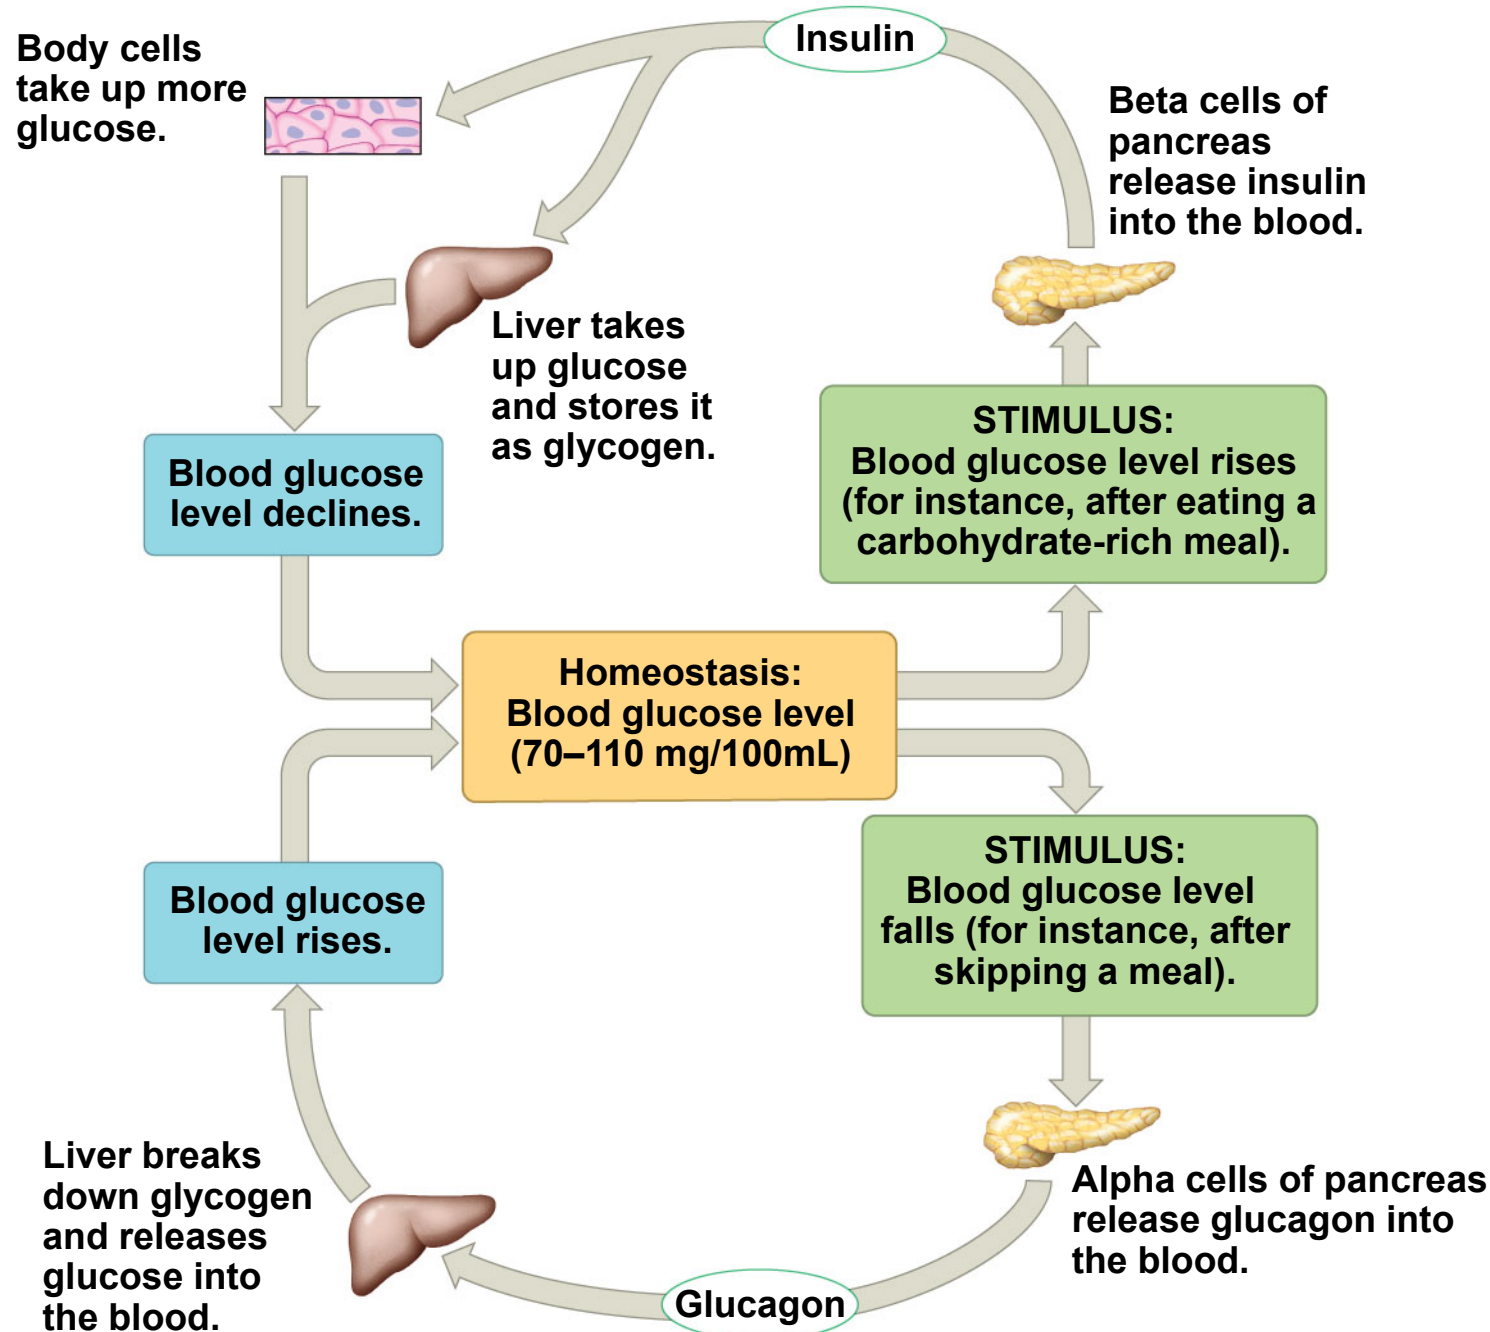 Insulin
Body cells
take up more
glucose.
Beta cells of
pancreas
release insulin
into the blood.
Liver takes
up glucose
and stores it
as glycogen.
STIMULUS:
Blood glucose level rises
(for instance, after eating a
carbohydrate-rich meal).
Blood glucose
level declines.
Homeostasis:
Blood glucose level
(70–110 mg/100mL)
STIMULUS:
Blood glucose level
falls (for instance, after
skipping a meal).
Blood glucose
level rises.
Alpha cells of pancreas
release glucagon into
the blood.
Liver breaks
down glycogen
and releases
glucose into
the blood.
Glucagon